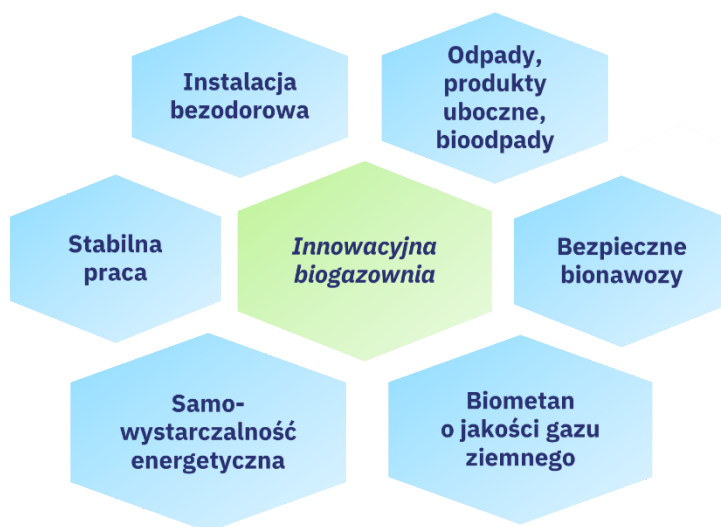 Instalacja
bezodorowa
Odpady,
produkty
uboczne,
bioodpady
Stabilna
praca
Innowacyjna
biogazownia
Bezpieczne
bionawozy
Samo-
wystarczalność
energetyczna
Biometan
o jakości gazu
ziemnego